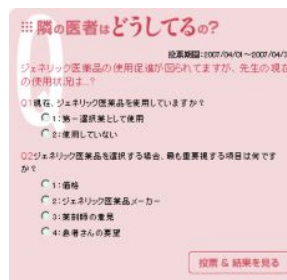 隣の医者はどうしてるの?
投票期間:2007/04/01~2007/04/3
ジェネリック医薬品の使用促進が図られてますが、先生の現在
の使用状況は…?
Q1現在、ジェネリック医薬品を使用していますか?
1:第一選択薬として使用
2:使用していない
Q2ジェネリック医薬品を選択する場合、最も重要視する項目は何です
か?
1:価格
2:ジェネリック医薬品メーカー
3:薬剤師の意見
4:患者さんの要望
投票 & 結果を見る